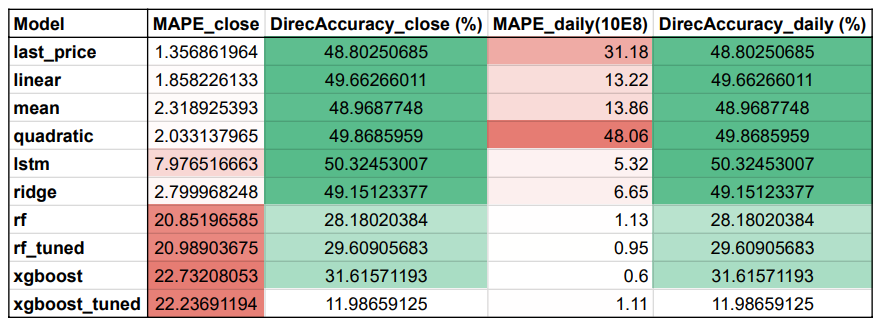 Model MAPE_close DirecAccuracy_close (%) MAPE_daily(10E8) DirecAccuracy_daily (%)
last_price 1.356861964 48.80250685 31.18 48.80250685
linear 1.858226133 49.66266011 13.22 49.66266011
mean 2.318925393 48.9687748 13.86 48.9687748
quadratic 2.033137965 49.8685959 48.06 49.8685959
lstm 7.976516663 50.32453007 5.32 50.32453007
ridge 2.799968248 49.15123377 6.65 49.15123377
rf 20.85196585 28.18020384 1.13 28.18020384
rf_tuned 20.98903675 29.60905683 0.95 29.60905683
xgboost 22.73208053 31.61571193 0.6 31.61571193
xgboost_tuned 22.23691194 11.98659125 1.11 11.98659125